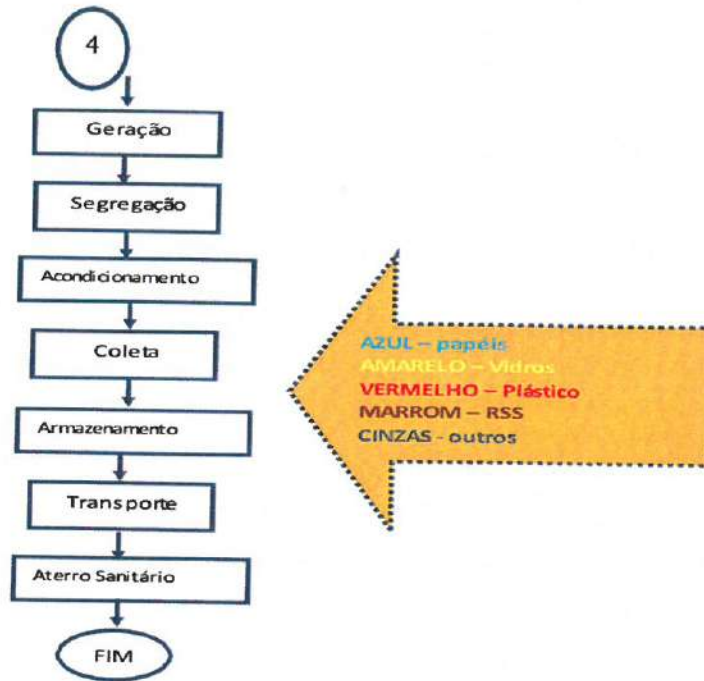 4
Geração
Segregação
Acondicionamento
Coleta
Armazenamento
Transporte
Aterro Sanitário
FIM
AZUL – papéis
AMARELO – Vidros
VERMELHO – Plástico
MARROM – RSS
CINZAS - outros